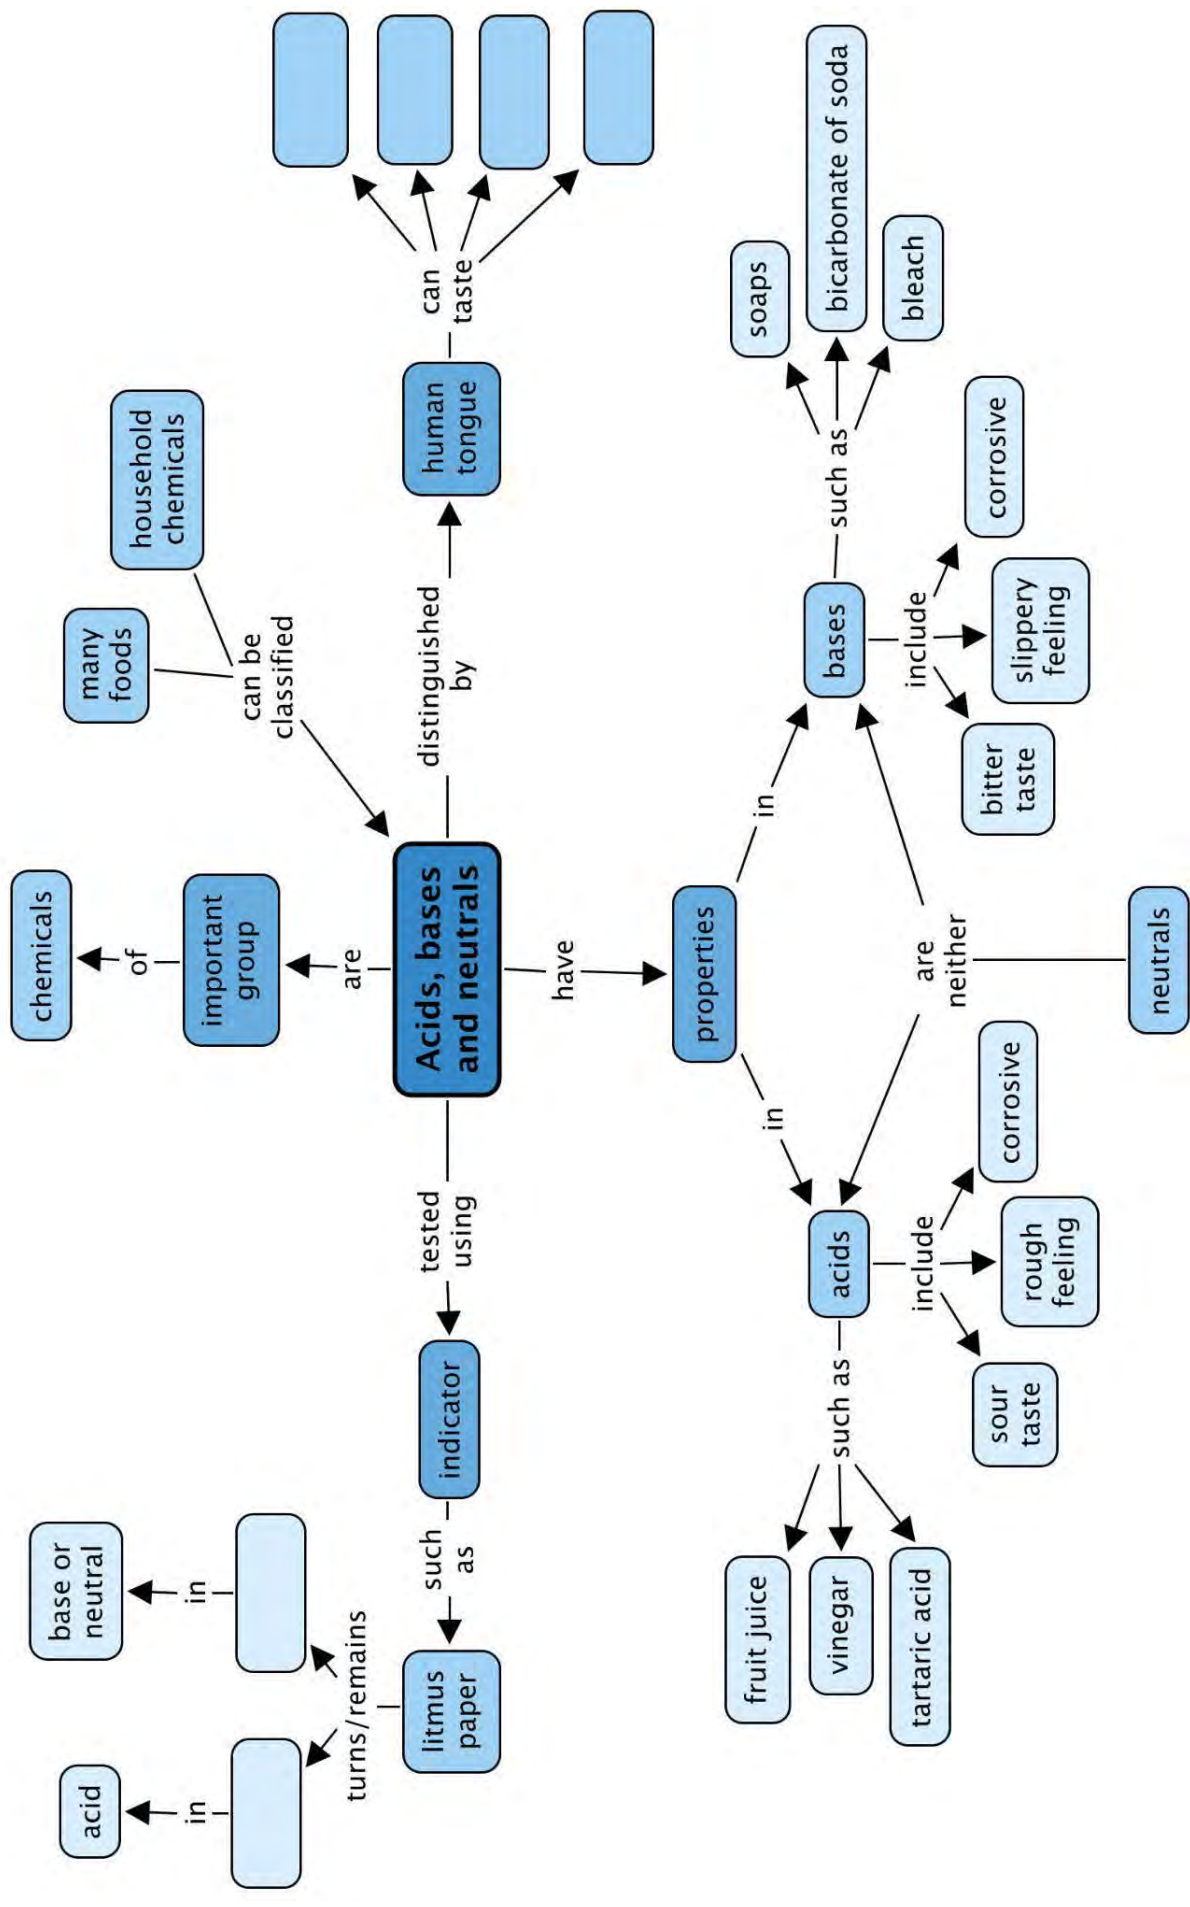 acid
in
base or
neutral
in
turns/remains
litmus
paper
such
as
indicator
tested
using
chemicals
of
important
group
are
Acids, bases
and neutrals
many
foods
household
chemicals
can be
classified
distinguished
by
human
tongue
can
taste
have
properties
in
in
acids
such as
fruit juice
vinegar
tartaric acid
include
sour
taste
rough
feeling
corrosive
bases
such as
soaps
bicarbonate of soda
bleach
include
bitter
taste
slippery
feeling
corrosive
are
neither
neutrals